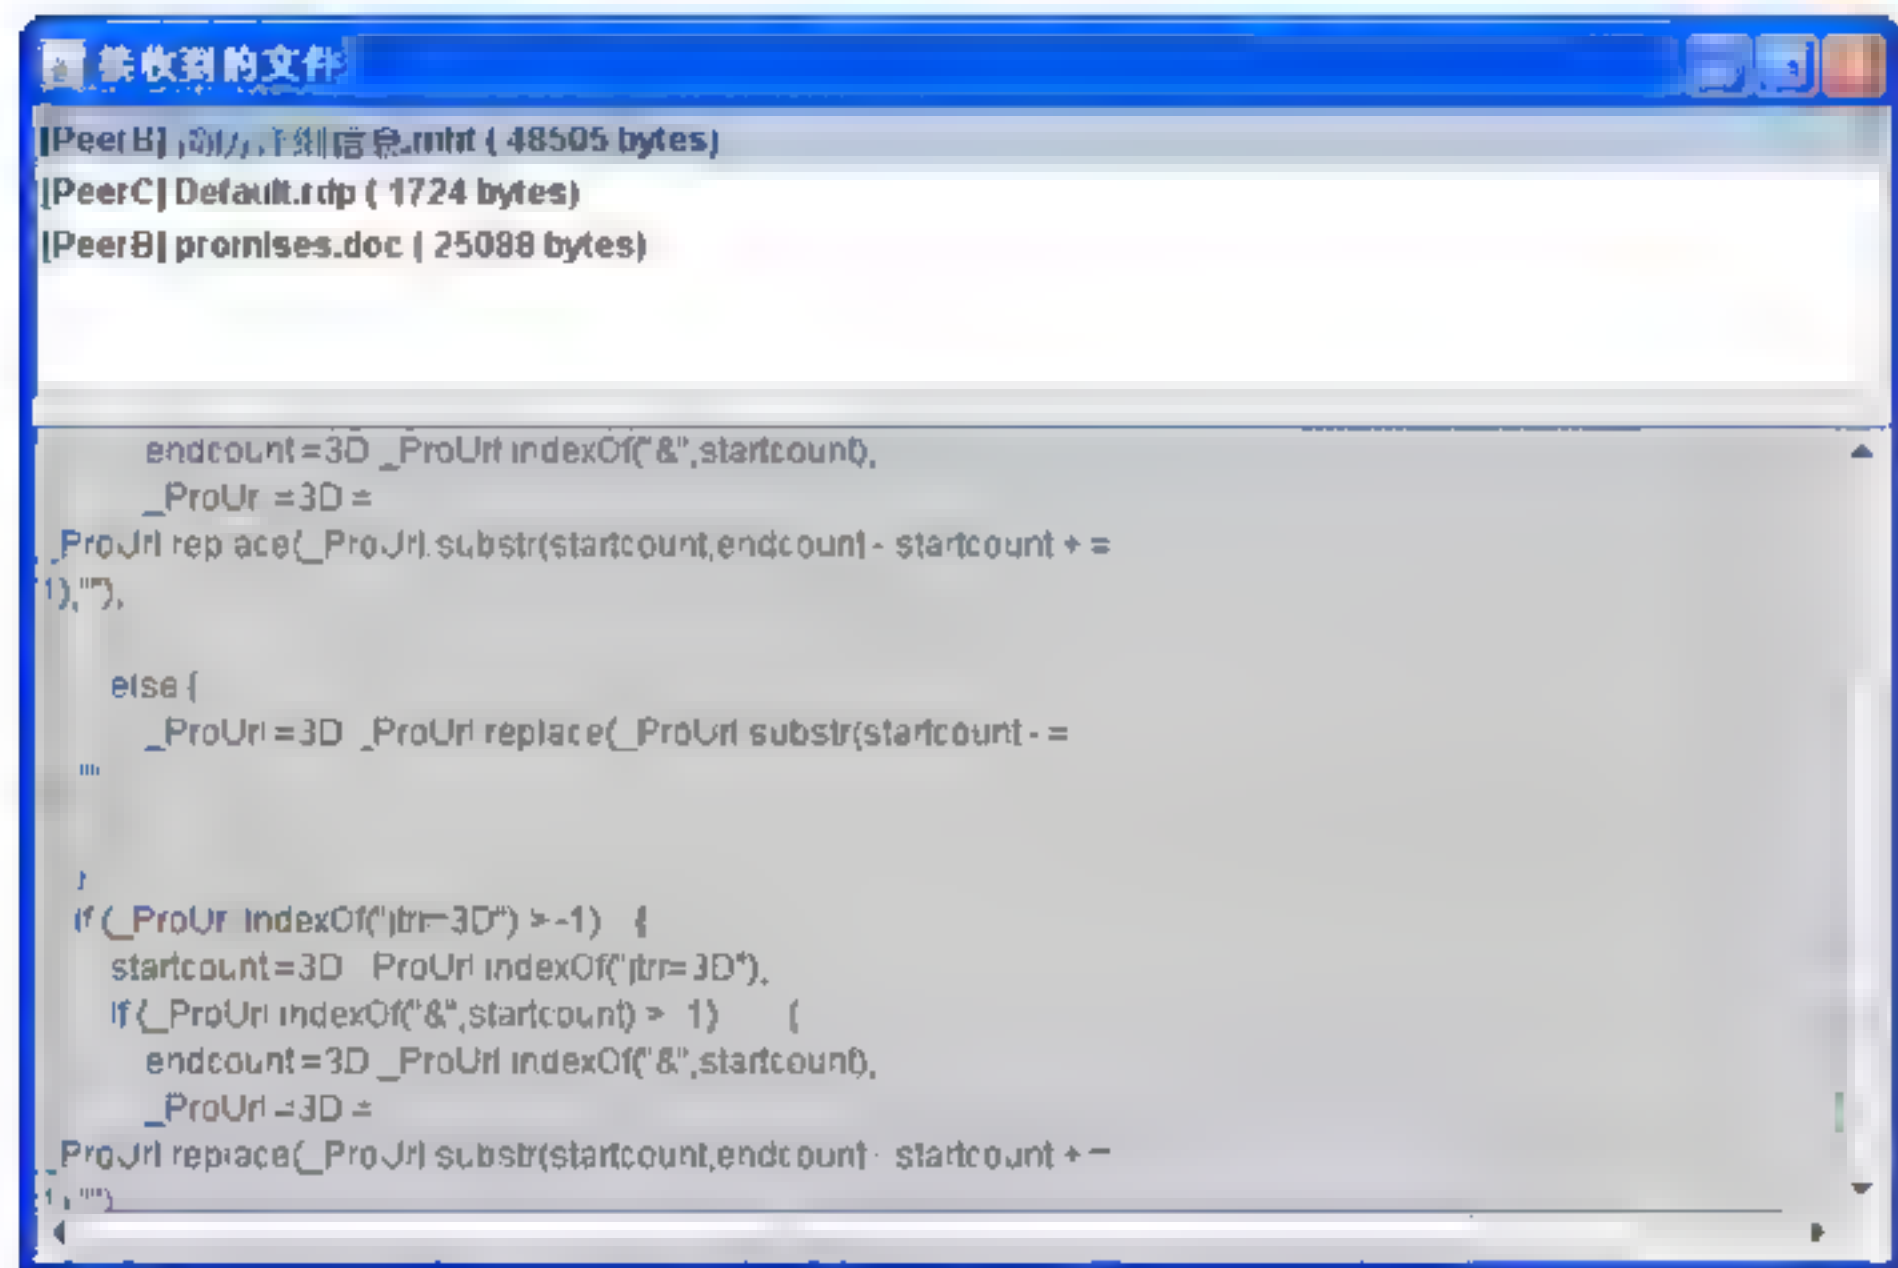 接收到的文件
[PeerB] 信息.mht ( 48505 bytes)
[PeerC] Default.rdp ( 1724 bytes)
[PeerB] promises.doc ( 25088 bytes)
endcount =3D _ProUrl.indexOf("&",startcount);
_ProUrl =3D =
_ProUrl.replace(_ProUrl.substr(startcount,endcount - startcount + =
1),"");
else {
_ProUrl =3D _ProUrl.replace(_ProUrl.substr(startcount - =
}
if (_ProUrl.indexOf("=3D") > -1) {
startcount =3D _ProUrl.indexOf("=3D");
if (_ProUrl.indexOf("&",startcount) > -1) {
endcount =3D _ProUrl.indexOf("&",startcount);
_ProUrl =3D =
_ProUrl.replace(_ProUrl.substr(startcount,endcount - startcount + =
1),"")